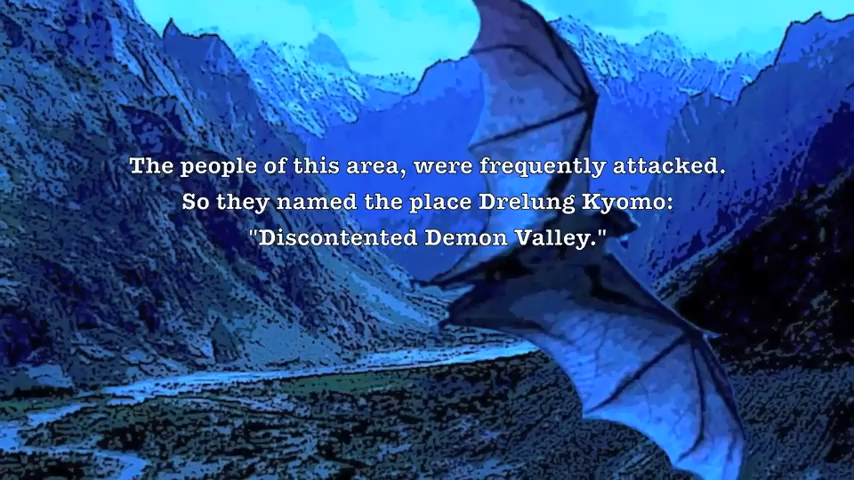 The people of this area, were frequently attacked.
So they named the place Drelung Kyomo:
"Discontented Demon Valley."